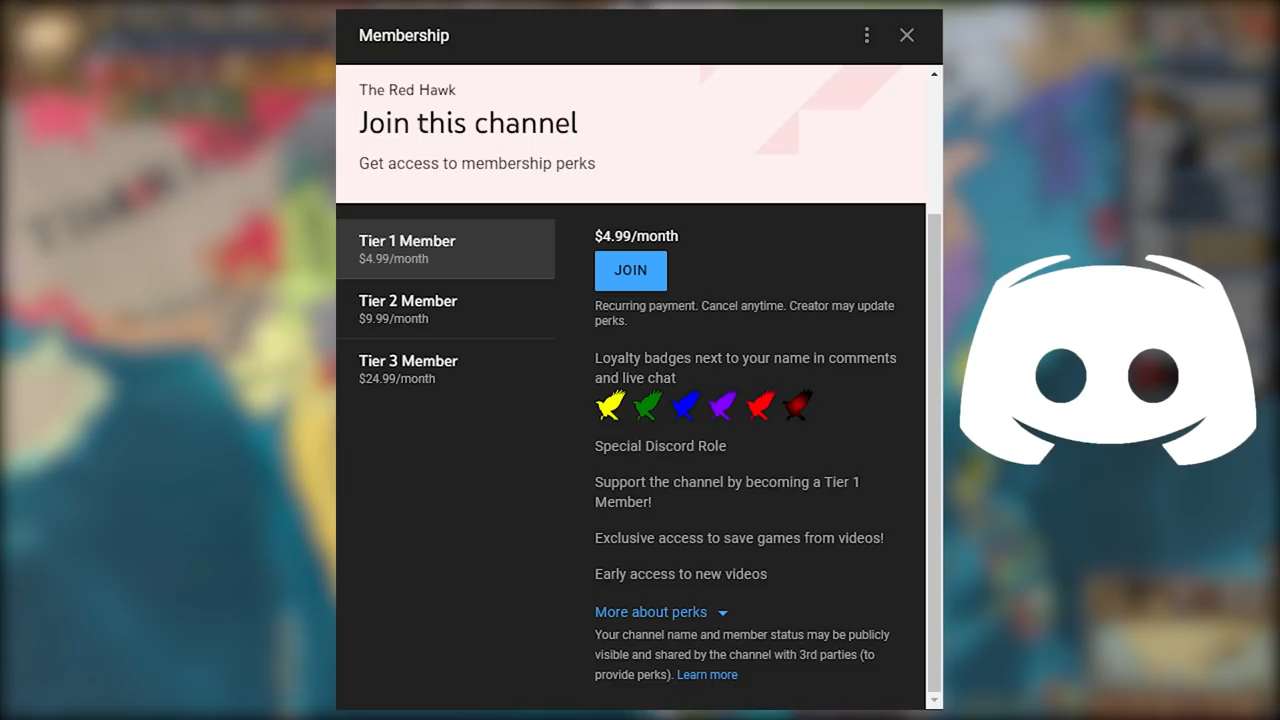 Membership
The Red Hawk
Join this channel
Get access to membership perks
Tier 1 Member
$4.99/month
Tier 2 Member
$9.99/month
Tier 3 Member
$24.99/month
$4.99/month
JOIN
Recurring payment. Cancel anytime. Creator may update
perks.
Loyalty badges next to your name in comments
and live chat
Special Discord Role
Support the channel by becoming a Tier 1
Member!
Exclusive access to save games from videos!
Early access to new videos
More about perks
Your channel name and member status may be publicly
visible and shared by the channel with 3rd parties (to
provide perks). Learn more